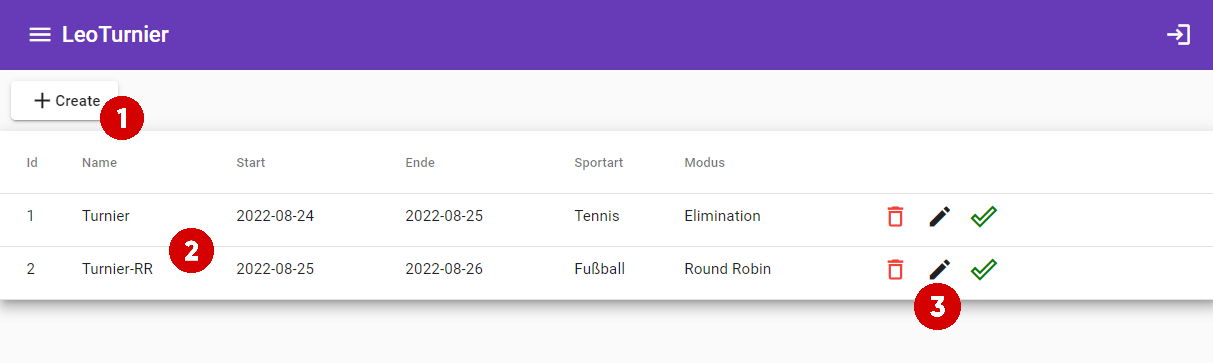 LeoTurnier
Create
1
Id Name Start Ende Sportart Modus
1 Turnier 2022-08-24 2022-08-25 Tennis Elimination
2
2 Turnier-RR 2022-08-25 2022-08-26 Fußball Round Robin
3